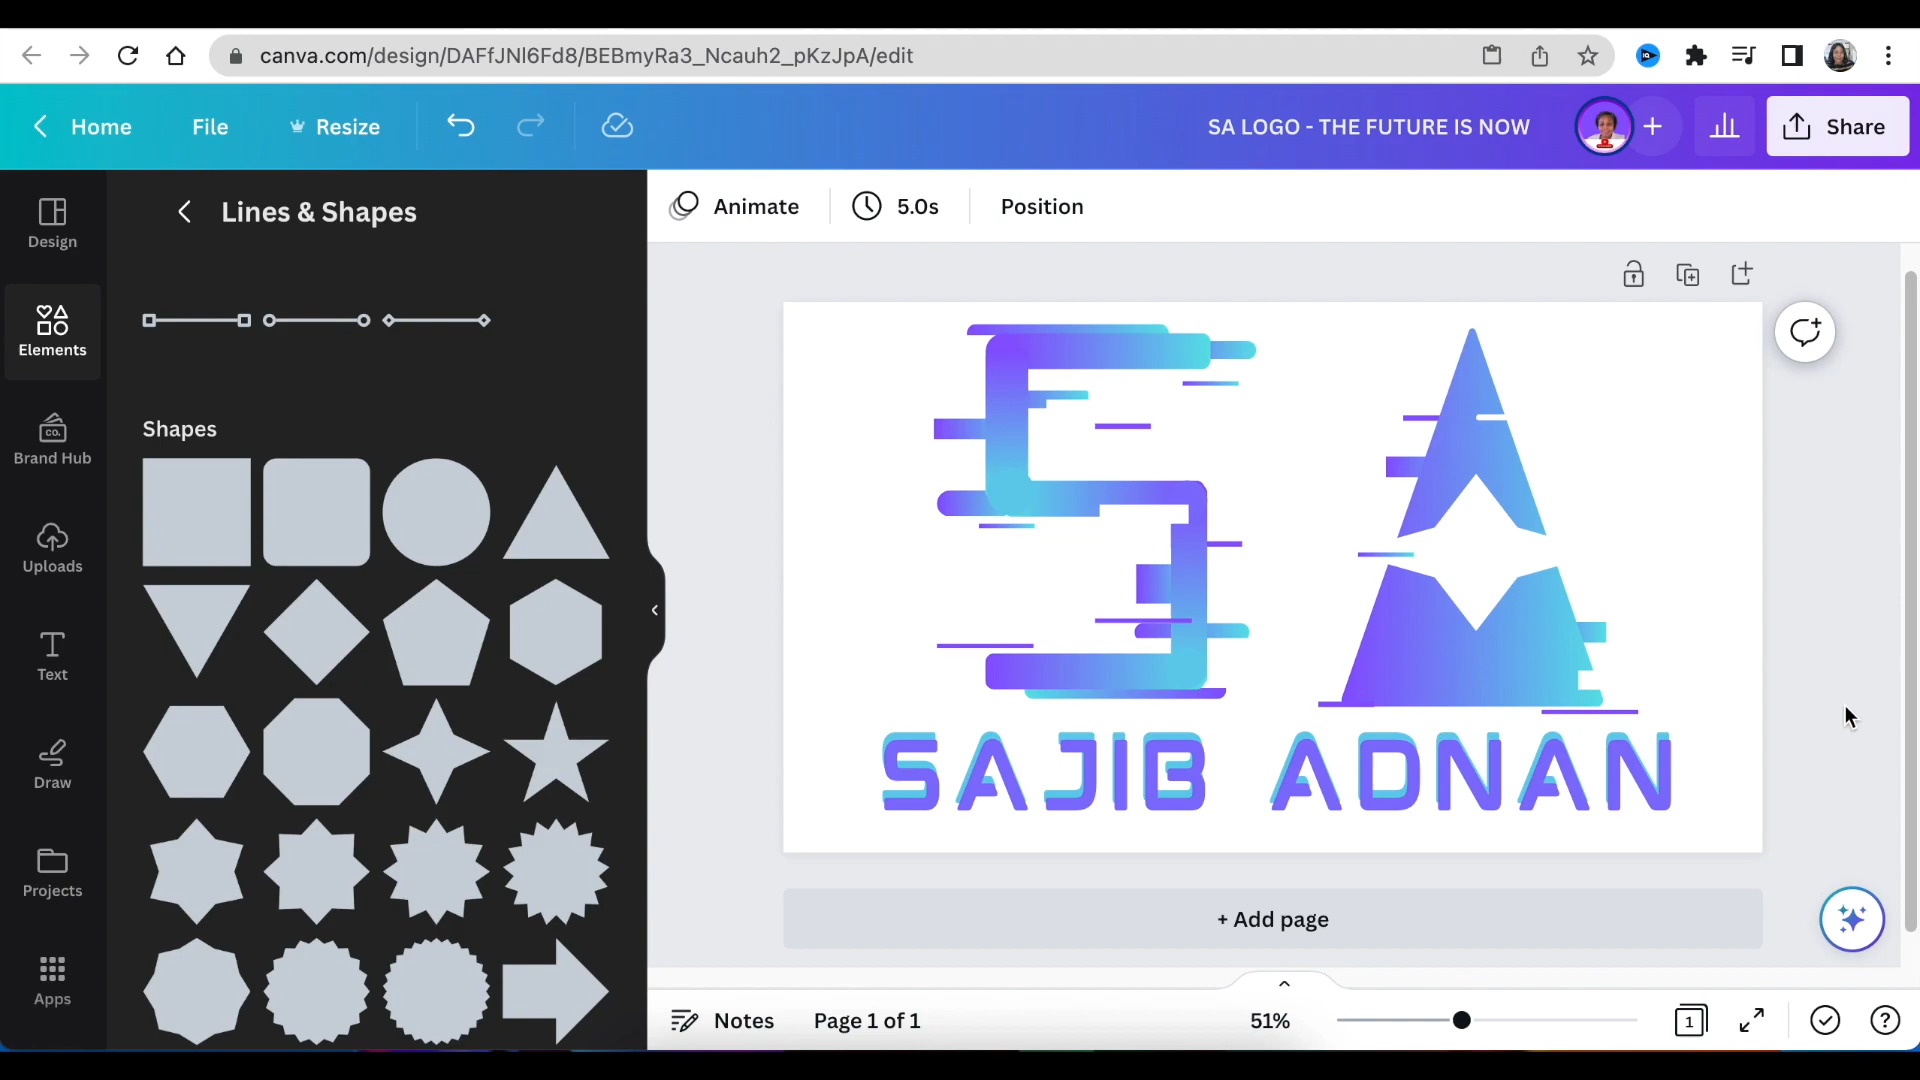 canva.com/design/DAFfJNl6Fd8/BEBmyRa3_Ncauh2_pKzJpA/edit
Home File Resize SA LOGO - THE FUTURE IS NOW Share
Design
Elements
Brand Hub
Uploads
Text
Draw
Projects
Apps
Lines & Shapes
Shapes
Animate 5.0s Position
SA
SAJIB ADNAN
+ Add page
Notes Page 1 of 1 51% 1 ?